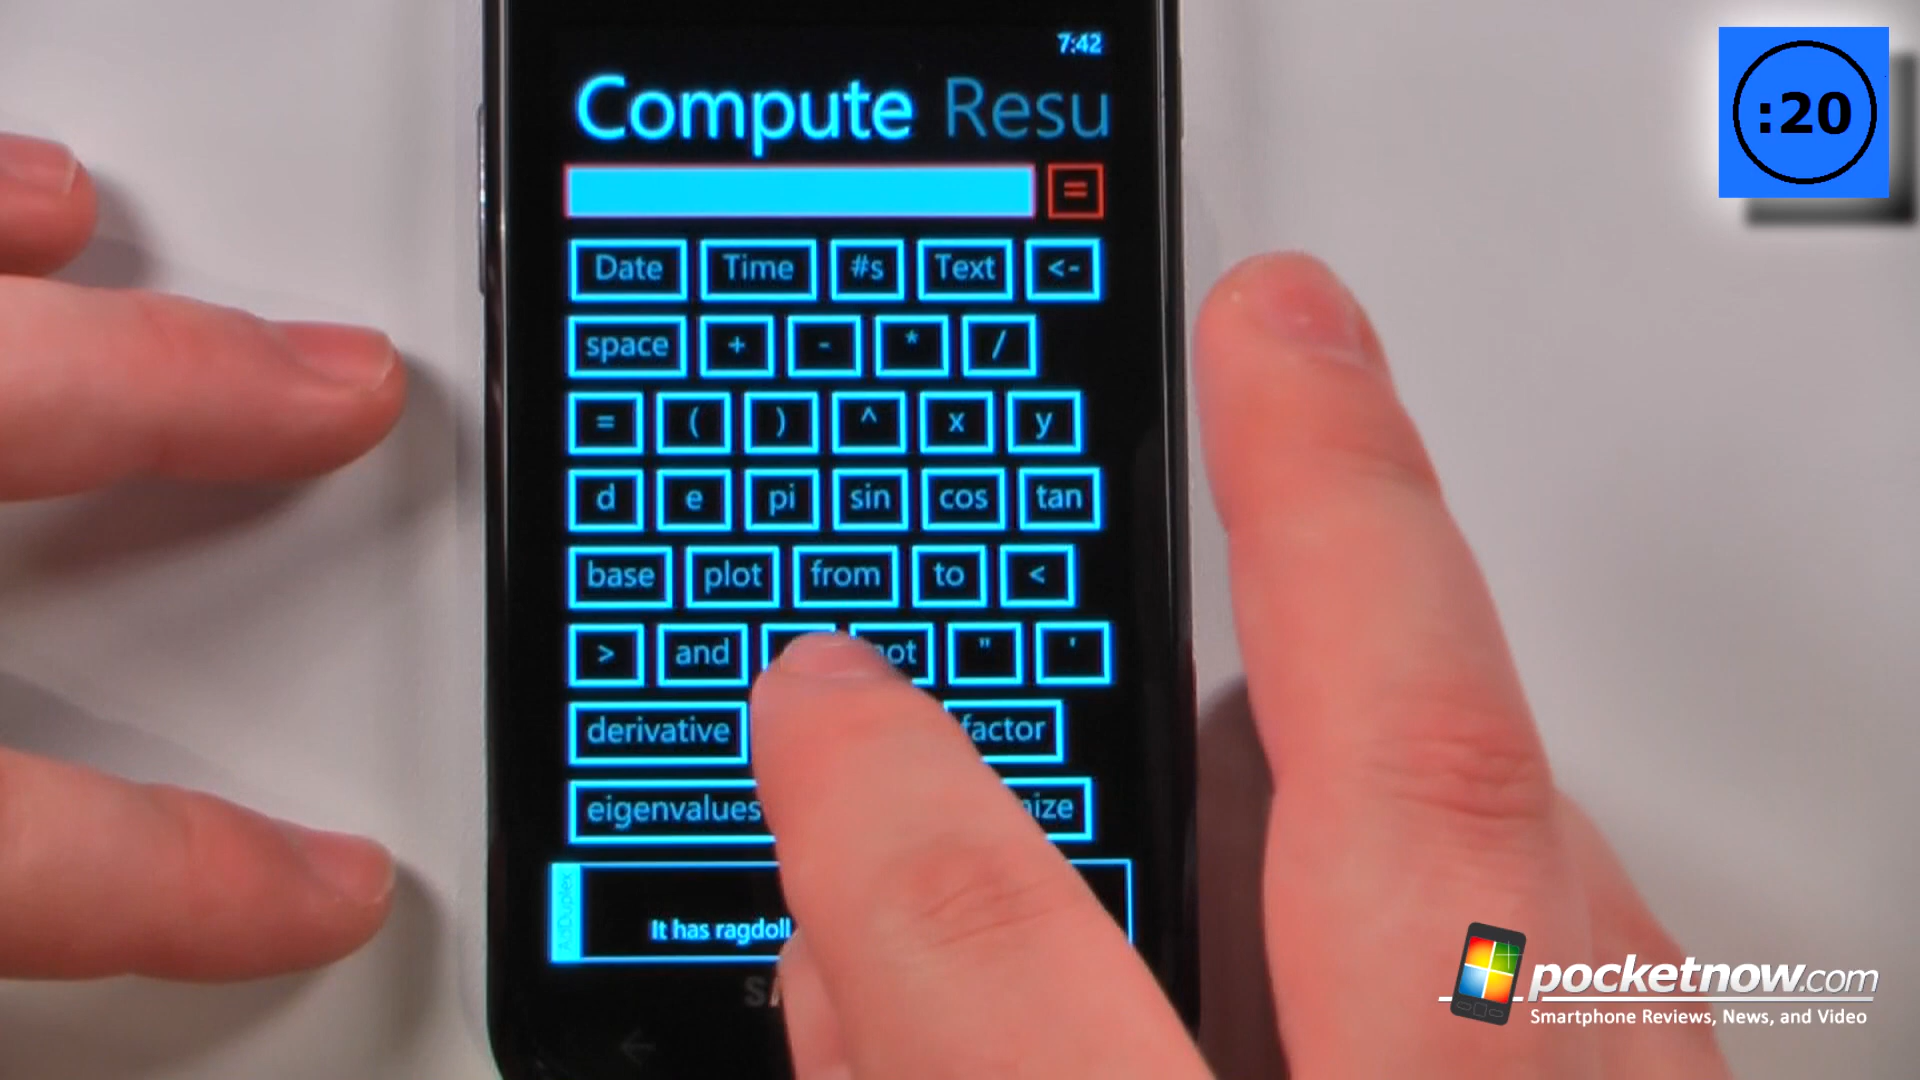 7:42
:20
Compute Resu
=
Date Time #s Text <-
space + - * /
= ( ) ^ x y
d e pi sin cos tan
base plot from to <
> and " '
derivative factor
eigenvalues
AdDuplex
It has ragdoll
pocketnow.com
Smartphone Reviews, News, and Video